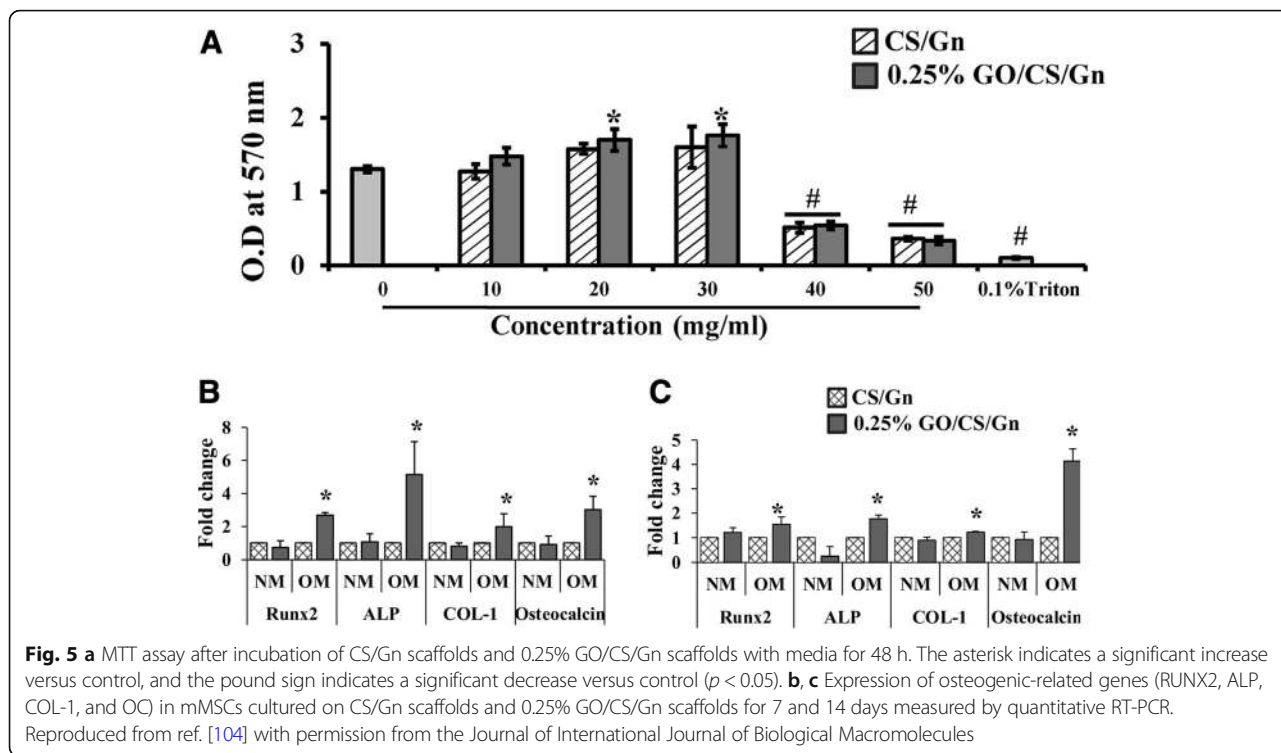 A
3
2
1
0
O.D at 570 nm
CS/Gn
0.25% GO/CS/Gn
* *
# # #
0 10 20 30 40 50 0.1%Triton
Concentration (mg/ml)
B
8
6
4
2
0
Fold change
* * * *
NM OM NM OM NM OM NM OM
Runx2 ALP COL-1 Osteocalcin
C
CS/Gn
0.25% GO/CS/Gn
5
4
3
2
1
0
Fold change
* * * *
NM OM NM OM NM OM NM OM
Runx2 ALP COL-1 Osteocalcin
Fig. 5 a MTT assay after incubation of CS/Gn scaffolds and 0.25% GO/CS/Gn scaffolds with media for 48 h. The asterisk indicates a significant increase
versus control, and the pound sign indicates a significant decrease versus control (p < 0.05). b, c Expression of osteogenic-related genes (RUNX2, ALP,
COL-1, and OC) in mMSCs cultured on CS/Gn scaffolds and 0.25% GO/CS/Gn scaffolds for 7 and 14 days measured by quantitative RT-PCR.
Reproduced from ref. [104] with permission from the Journal of International Journal of Biological Macromolecules